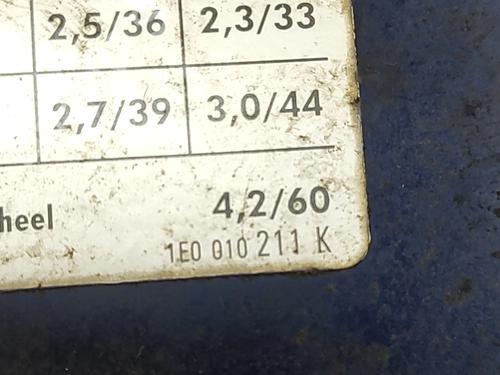 2,5/36 2,3/33
2,7/39 3,0/44
heel 4,2/60
1E0 010 211 K